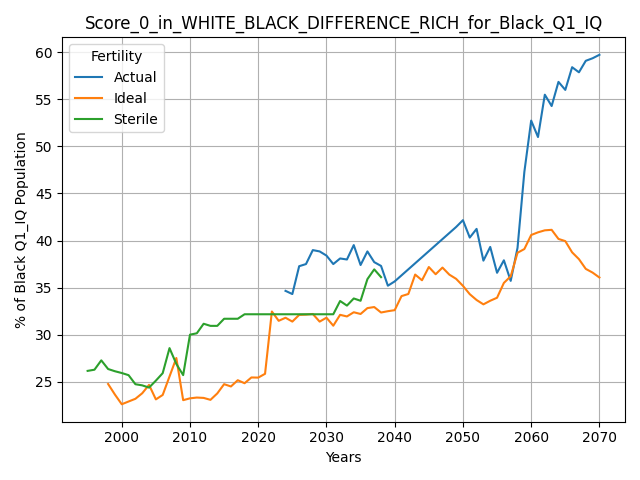 Score_0_in_WHITE_BLACK_DIFFERENCE_RICH_for_Black_Q1_IQ
Fertility
Actual
Ideal
Sterile
% of Black Q1_IQ Population
60
55
50
45
40
35
30
25
2000 2010 2020 2030 2040 2050 2060 2070
Years